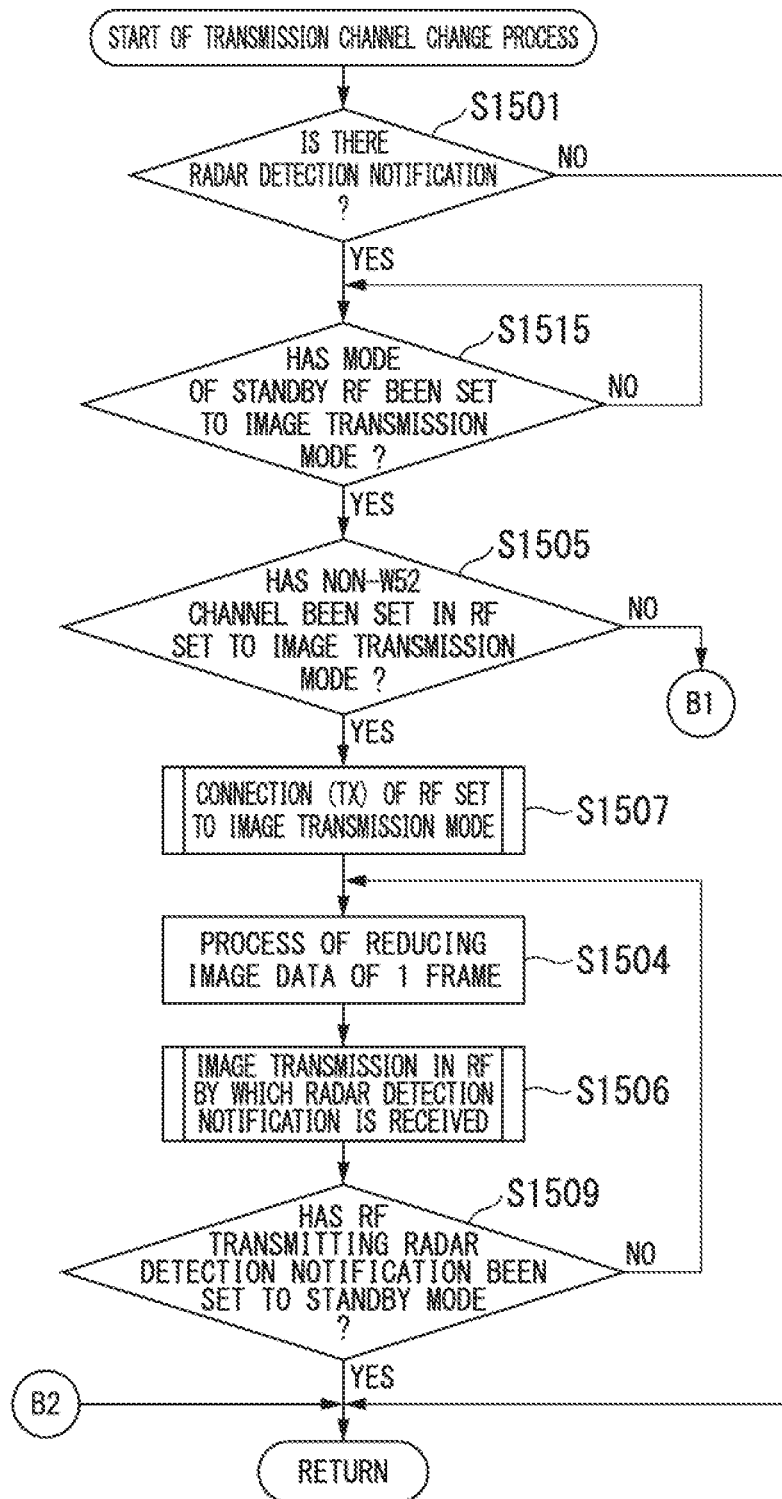 START OF TRANSMISSION CHANNEL CHANGE PROCESS
S1501
IS THERE
RADAR DETECTION NOTIFICATION
?
NO
YES
S1515
HAS MODE
OF STANDBY RF BEEN SET
TO IMAGE TRANSMISSION
MODE ?
NO
YES
S1505
HAS NON-W52
CHANNEL BEEN SET IN RF
SET TO IMAGE TRANSMISSION
MODE ?
NO
B1
YES
CONNECTION (TX) OF RF SET
TO IMAGE TRANSMISSION MODE
S1507
PROCESS OF REDUCING
IMAGE DATA OF 1 FRAME
S1504
IMAGE TRANSMISSION IN RF
BY WHICH RADAR DETECTION
NOTIFICATION IS RECEIVED
S1506
S1509
HAS RF
TRANSMITTING RADAR
DETECTION NOTIFICATION BEEN
SET TO STANDBY MODE
?
NO
YES
B2
RETURN